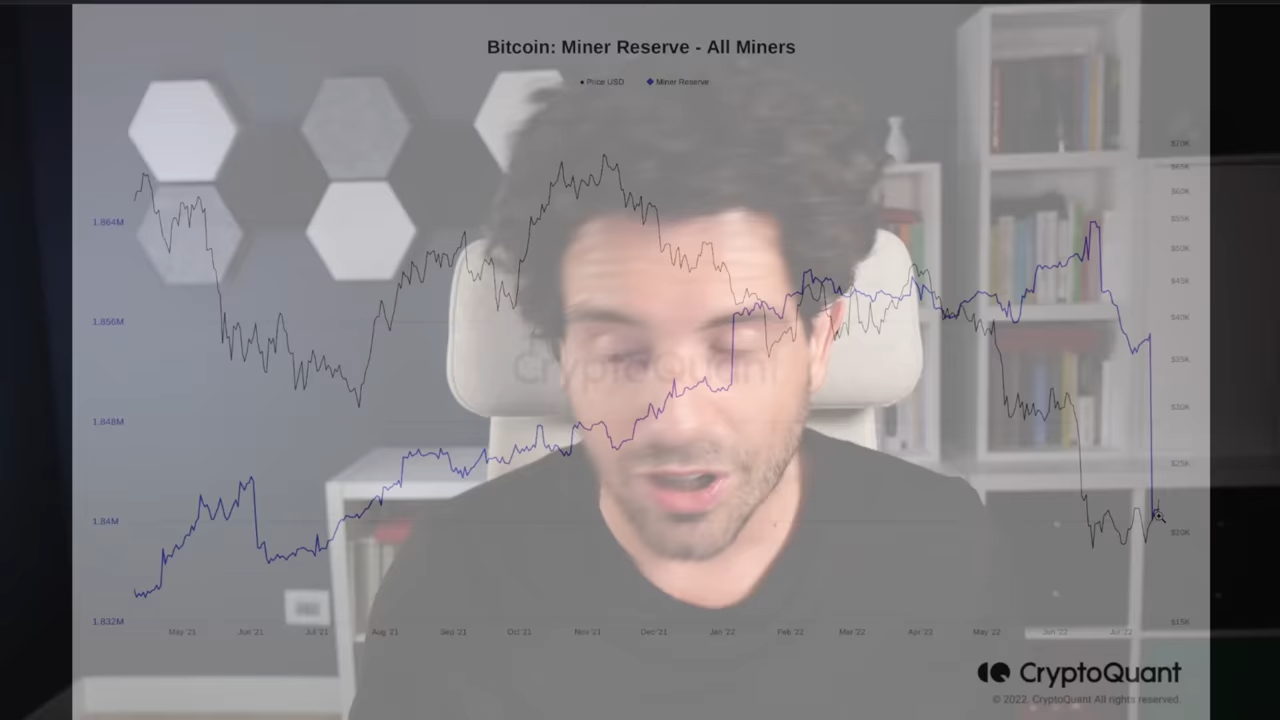 Bitcoin: Miner Reserve - All Miners
Price USD Miner Reserve
$70K
$65K
$60K
1.864M
$55K
$50K
$45K
1.856M
$40K
CryptoQuant
$35K
$30K
1.848M
$25K
1.84M
$20K
1.832M
$15K
May '21 Jun '21 Jul '21 Aug '21 Sep '21 Oct '21 Nov '21 Dec '21 Jan '22 Feb '22 Mar '22 Apr '22 May '22 Jun '22 Jul '22
CryptoQuant
© 2022. CryptoQuant All rights reserved.